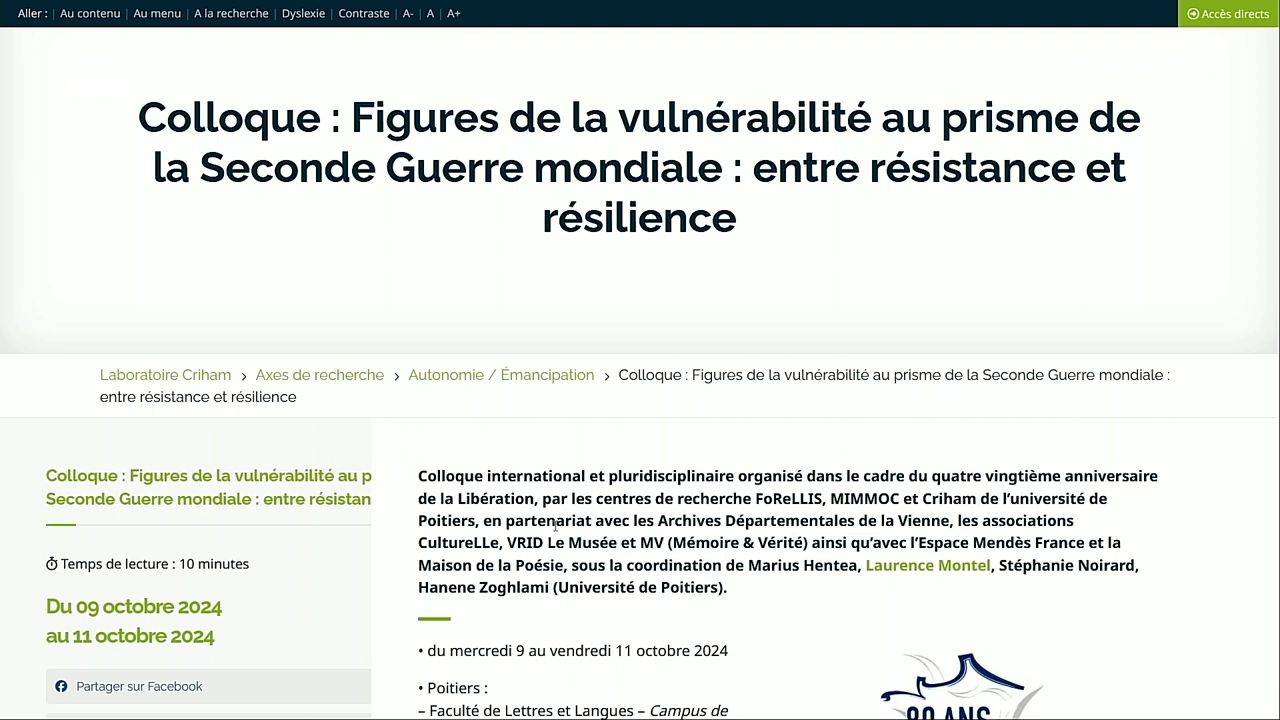 Aller : | Au contenu | Au menu | A la recherche | Dyslexie | Contraste | A- | A | A+
Accès directs
Colloque : Figures de la vulnérabilité au prisme de
la Seconde Guerre mondiale : entre résistance et
résilience
Laboratoire Criham > Axes de recherche > Autonomie / Émancipation > Colloque : Figures de la vulnérabilité au prisme de la Seconde Guerre mondiale :
entre résistance et résilience
Colloque : Figures de la vulnérabilité au p
Seconde Guerre mondiale : entre résistan
Temps de lecture : 10 minutes
Du 09 octobre 2024
au 11 octobre 2024
Partager sur Facebook
Colloque international et pluridisciplinaire organisé dans le cadre du quatre vingtième anniversaire
de la Libération, par les centres de recherche FoReLLIS, MIMMOC et Criham de l’université de
Poitiers, en partenariat avec les Archives Départementales de la Vienne, les associations
CultureLLe, VRID Le Musée et MV (Mémoire & Vérité) ainsi qu’avec l’Espace Mendès France et la
Maison de la Poésie, sous la coordination de Marius Hentea, Laurence Montel, Stéphanie Noirard,
Hanene Zoghlami (Université de Poitiers).
• du mercredi 9 au vendredi 11 octobre 2024
• Poitiers :
– Faculté de Lettres et Langues – Campus de
80 ANS